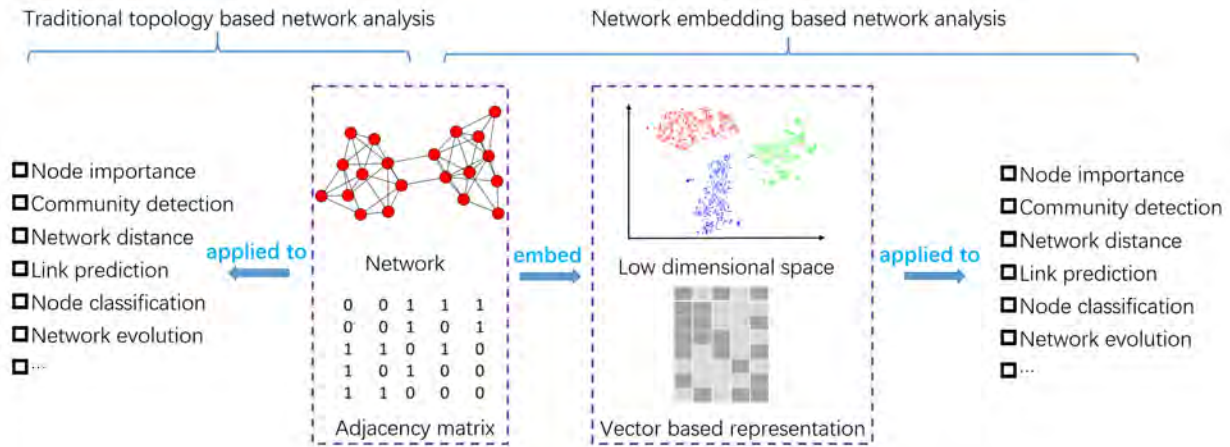 Traditional topology based network analysis
Network embedding based network analysis
Node importance
Community detection
Network distance
Link prediction
Node classification
Network evolution
...
applied to
Network
0 0 1 1 1
0 0 1 0 1
1 1 0 1 0
1 0 1 0 0
1 1 0 0 0
Adjacency matrix
embed
Low dimensional space
Vector based representation
applied to
Node importance
Community detection
Network distance
Link prediction
Node classification
Network evolution
...